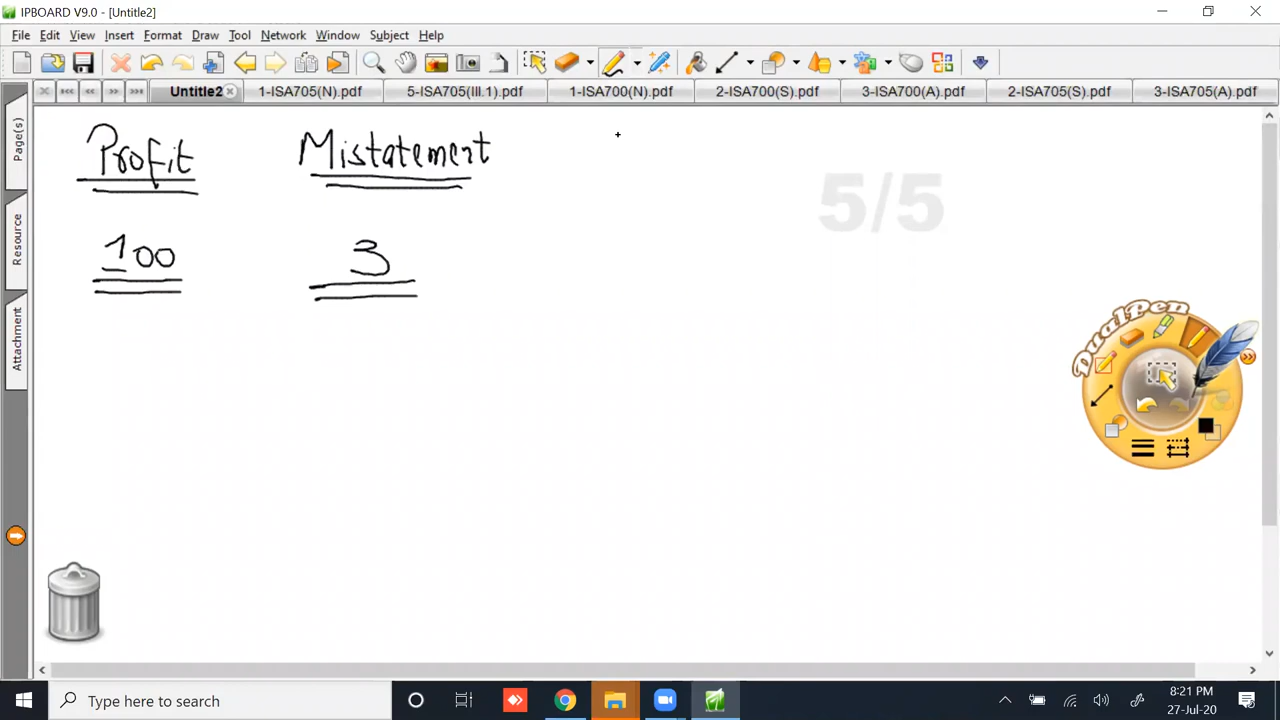 IPBOARD V9.0 - [Untitle2]
File Edit View Insert Format Draw Tool Network Window Subject Help
Untitle2 1-ISA705(N).pdf 5-ISA705(Ill.1).pdf 1-ISA700(N).pdf 2-ISA700(S).pdf 3-ISA700(A).pdf 2-ISA705(S).pdf 3-ISA705(A).pdf
Page(s)
Resource
Attachment
Profit Mistatement
5/5
100 3
DualPen
Type here to search
8:21 PM
27-Jul-20